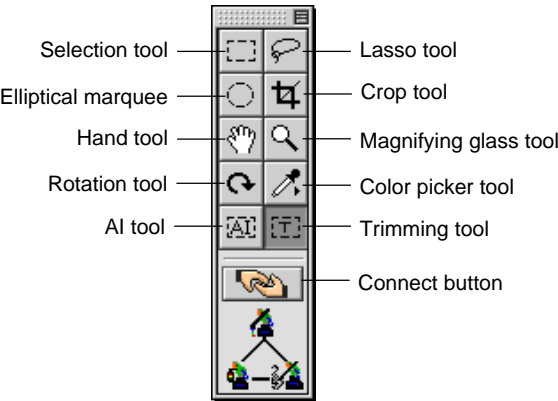 Selection tool
Lasso tool
Elliptical marquee
Crop tool
Hand tool
Magnifying glass tool
Rotation tool
Color picker tool
AI tool
AI
T
Trimming tool
Connect button